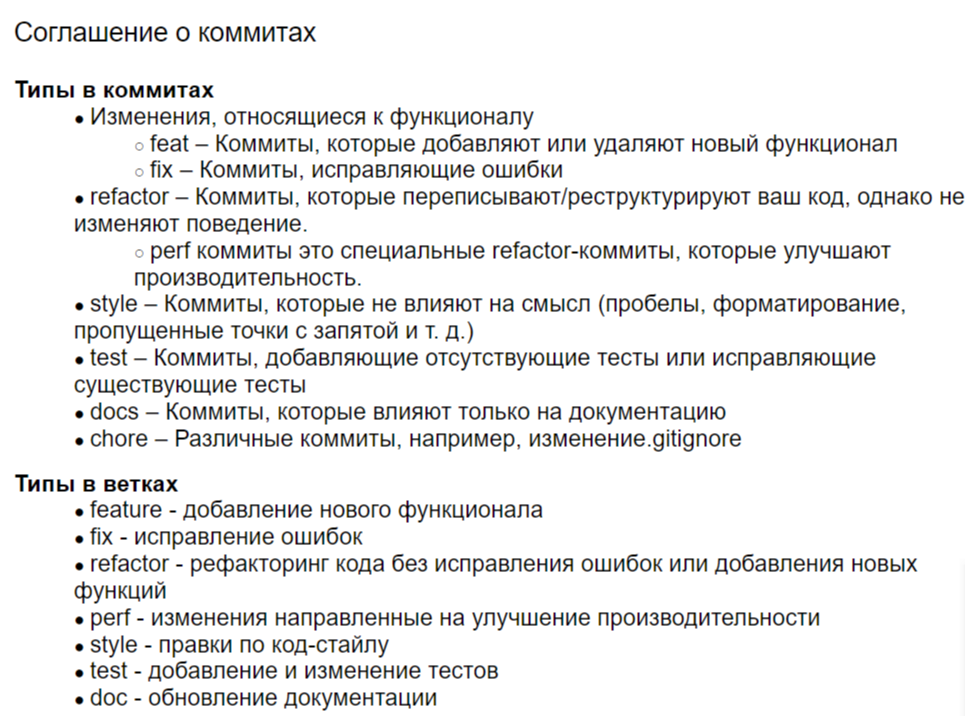 Соглашение о коммитах
Типы в коммитах
• Изменения, относящиеся к функционалу
○ feat – Коммиты, которые добавляют или удаляют новый функционал
○ fix – Коммиты, исправляющие ошибки
• refactor – Коммиты, которые переписывают/реструктурируют ваш код, однако не
изменяют поведение.
○ perf коммиты это специальные refactor-коммиты, которые улучшают
производительность.
• style – Коммиты, которые не влияют на смысл (пробелы, форматирование,
пропущенные точки с запятой и т. д.)
• test – Коммиты, добавляющие отсутствующие тесты или исправляющие
существующие тесты
• docs – Коммиты, которые влияют только на документацию
• chore – Различные коммиты, например, изменение.gitignore
Типы в ветках
• feature - добавление нового функционала
• fix - исправление ошибок
• refactor - рефакторинг кода без исправления ошибок или добавления новых
функций
• perf - изменения направленные на улучшение производительности
• style - правки по код-стайлу
• test - добавление и изменение тестов
• doc - обновление документации